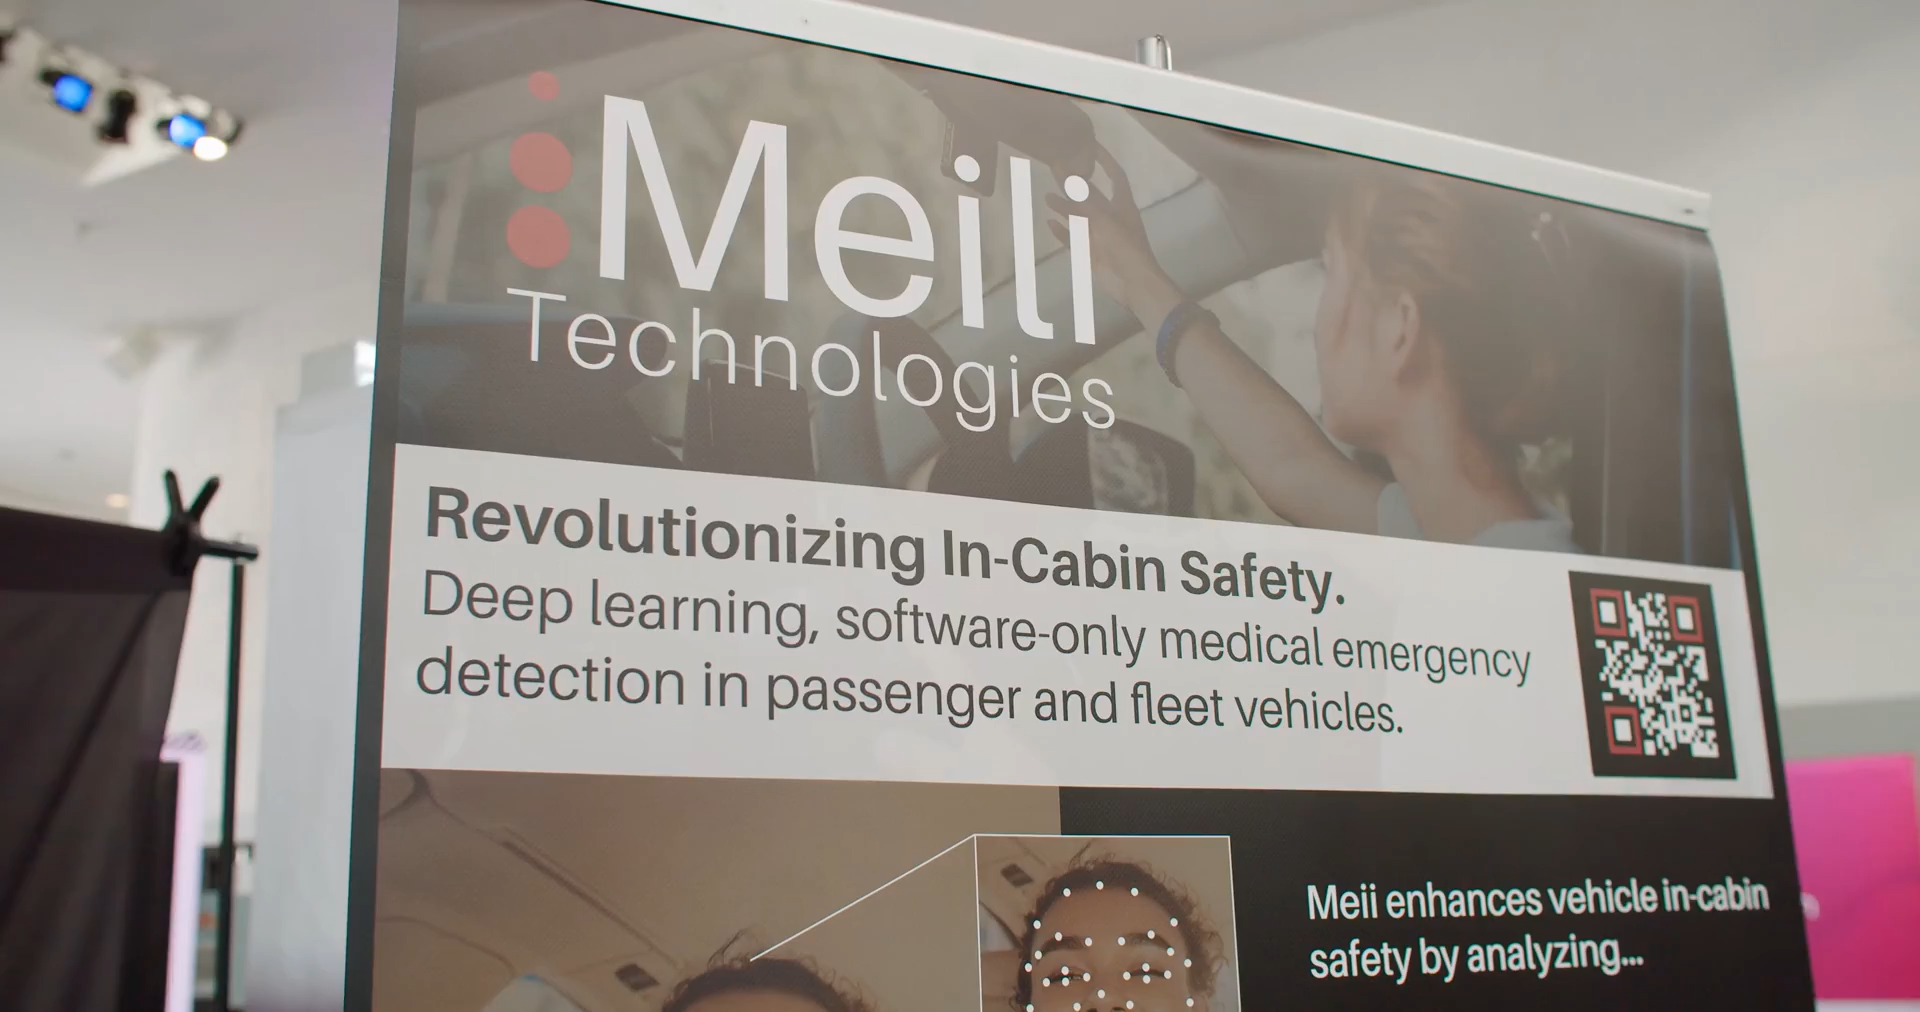 Meili
Technologies
Revolutionizing In-Cabin Safety.
Deep learning, software-only medical emergency
detection in passenger and fleet vehicles.
Meii enhances vehicle in-cabin
safety by analyzing...